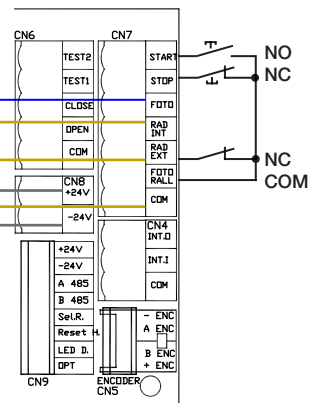 CN6
TEST2
TEST1
CLOSE
OPEN
COM
CN8
+24V
-24V
+24V
-24V
A 485
B 485
Sel.R.
Reset H.
LED D.
OPT
CN9
CN7
START
STOP
FOTO
RAD
INT
RAD
EXT
FOTO
RALL
COM
CN4
INT.O
INT.I
COM
- ENC
A ENC
B ENC
+ ENC
ENCODER
CN5
NO
NC
NC
COM